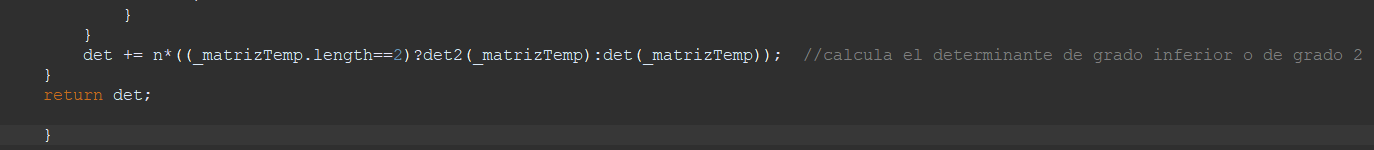 }
}
det += n*((_matrizTemp.length==2)?det2(_matrizTemp):det(_matrizTemp));  //calcula el determinante de grado inferior o de grado 2
}
return det;
}